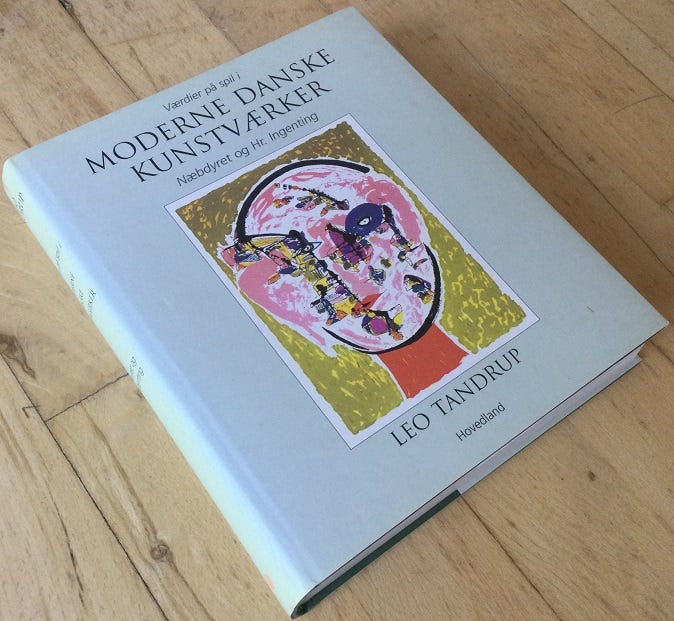 Værdier på spil i
MODERNE DANSKE
KUNSTVÆRKER
Næbdyret og Hr. Ingenting
LEO TANDRUP
Hovedland